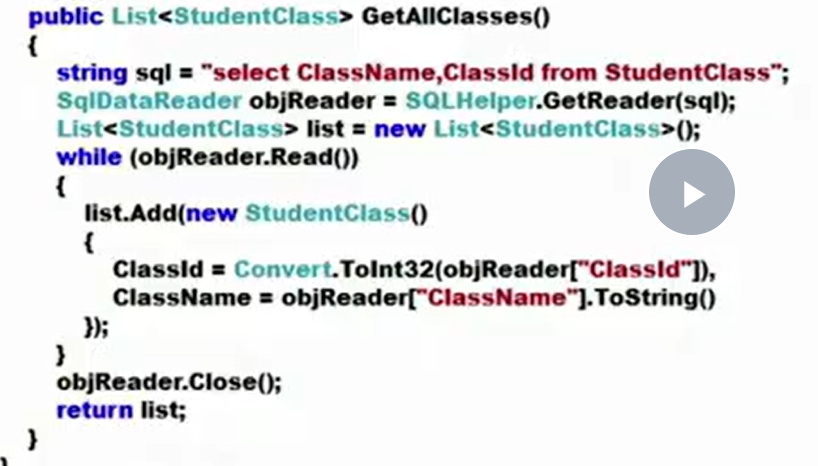 public List<StudentClass> GetAllClasses()
{
string sql = "select ClassName,ClassId from StudentClass";
SqlDataReader objReader = SQLHelper.GetReader(sql);
List<StudentClass> list = new List<StudentClass>();
while (objReader.Read())
{
list.Add(new StudentClass()
{
ClassId = Convert.ToInt32(objReader["ClassId"]),
ClassName = objReader["ClassName"].ToString()
});
}
objReader.Close();
return list;
}
}